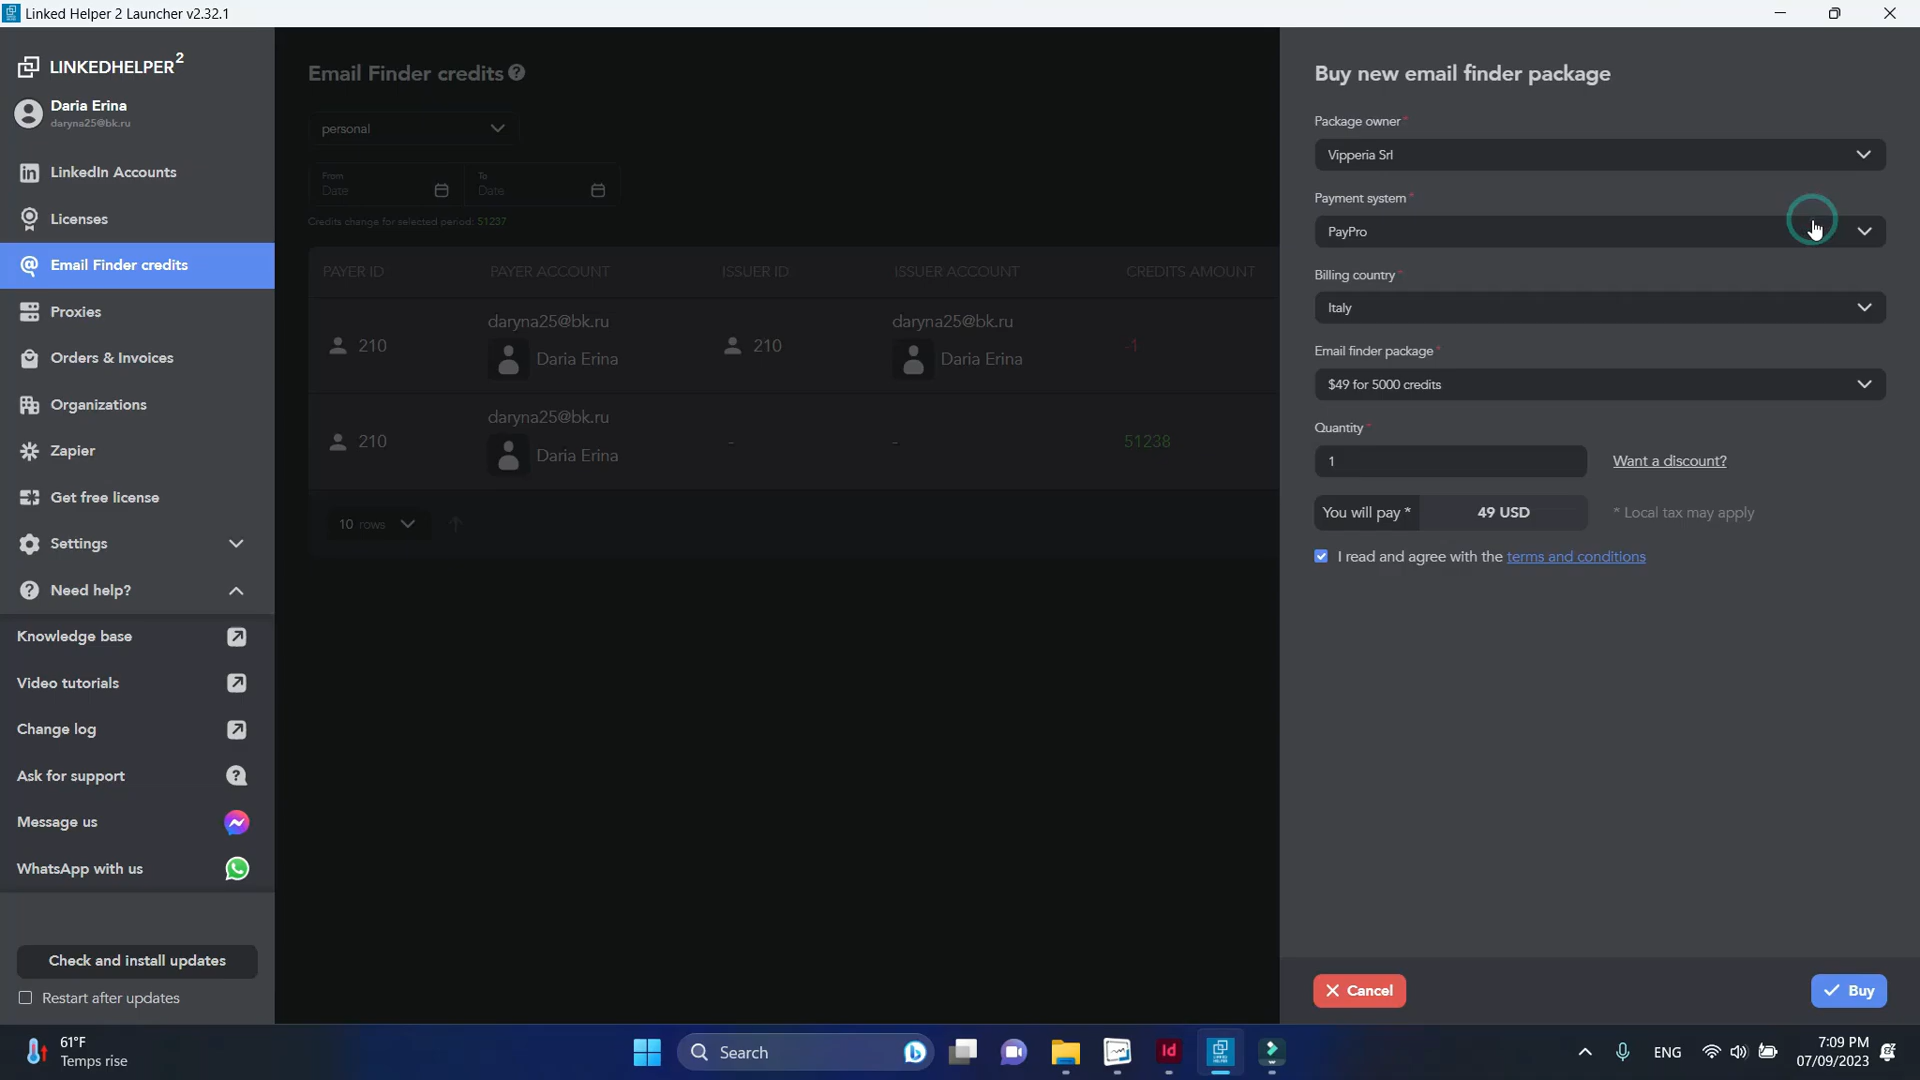 Linked Helper 2 Launcher v2.32.1
LINKEDHELPER²
Daria Erina
daryna25@bk.ru
LinkedIn Accounts
Licenses
Email Finder credits
Proxies
Orders & Invoices
Organizations
Zapier
Get free license
Settings
Need help?
Knowledge base
Video tutorials
Change log
Ask for support
Message us
WhatsApp with us
Check and install updates
Restart after updates
Email Finder credits
personal
From
Date
To
Date
Credits change for selected period: 51237
PAYER ID PAYER ACCOUNT ISSUER ID ISSUER ACCOUNT CREDITS AMOUNT
daryna25@bk.ru daryna25@bk.ru
210 Daria Erina 210 Daria Erina -1
daryna25@bk.ru
210 Daria Erina - - 51238
10 rows
Buy new email finder package
Package owner *
Vipperia Srl
Payment system *
PayPro
Billing country *
Italy
Email finder package *
$49 for 5000 credits
Quantity *
1 Want a discount?
You will pay * 49 USD * Local tax may apply
I read and agree with the terms and conditions
Cancel
Buy
61°F
Temps rise
Search
Id
ENG
7:09 PM
07/09/2023